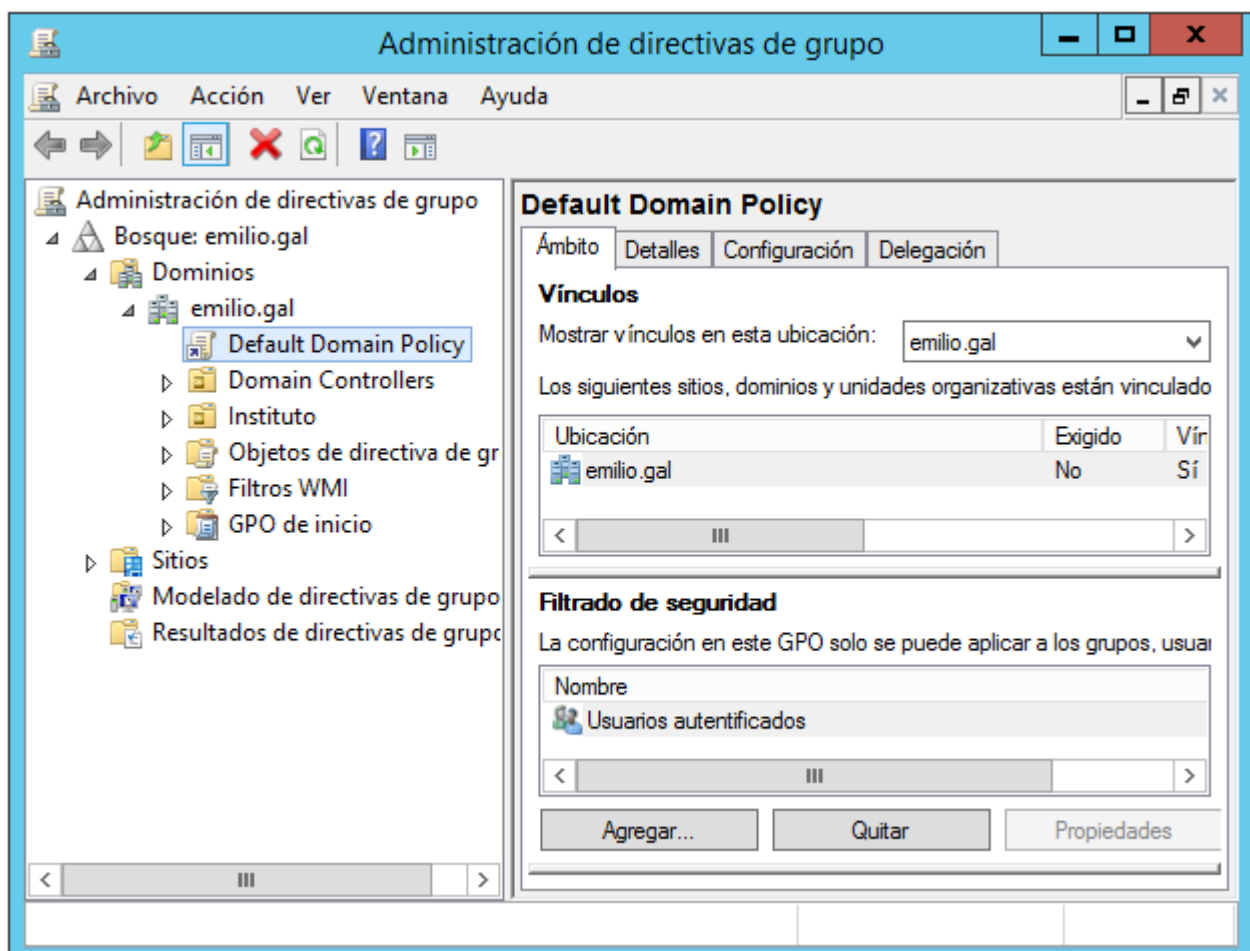 Administración de directivas de grupo
Archivo Acción Ver Ventana Ayuda
Administración de directivas de grupo
Bosque: emilio.gal
Dominios
emilio.gal
Default Domain Policy
Domain Controllers
Instituto
Objetos de directiva de gr
Filtros WMI
GPO de inicio
Sitios
Modelado de directivas de grupo
Resultados de directivas de grupo
Default Domain Policy
Ámbito Detalles Configuración Delegación
Vínculos
Mostrar vínculos en esta ubicación: emilio.gal
Los siguientes sitios, dominios y unidades organizativas están vinculado
Ubicación Exigido Vín
emilio.gal No Sí
Filtrado de seguridad
La configuración en este GPO solo se puede aplicar a los grupos, usuar
Nombre
Usuarios autentificados
Agregar... Quitar Propiedades